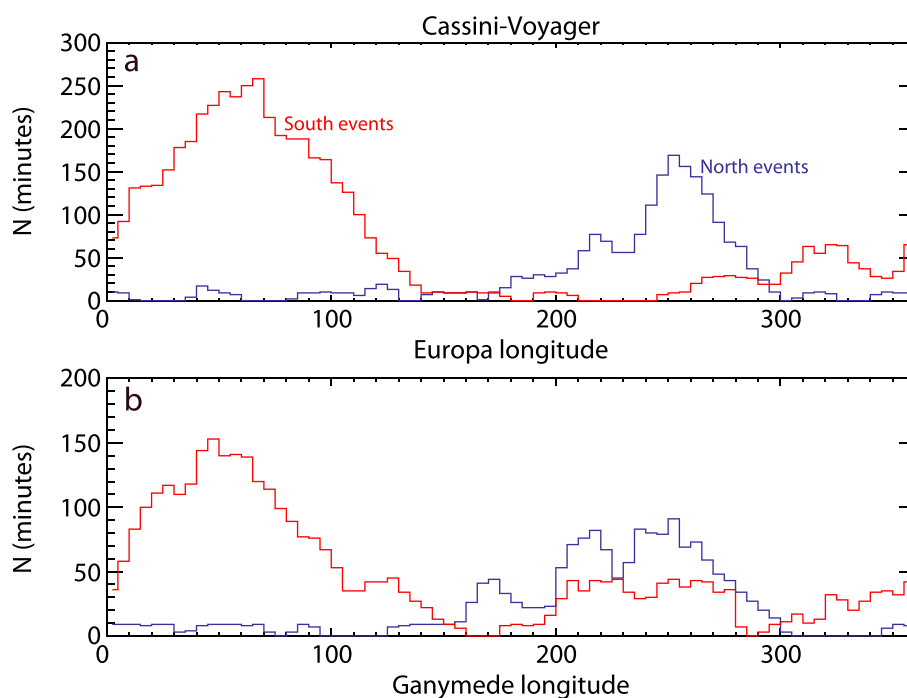 Cassini-Voyager
a
300
250
200
150
100
50
0
N (minutes)
South events
North events
0 100 200 300
Europa longitude
b
200
150
100
50
0
N (minutes)
0 100 200 300
Ganymede longitude